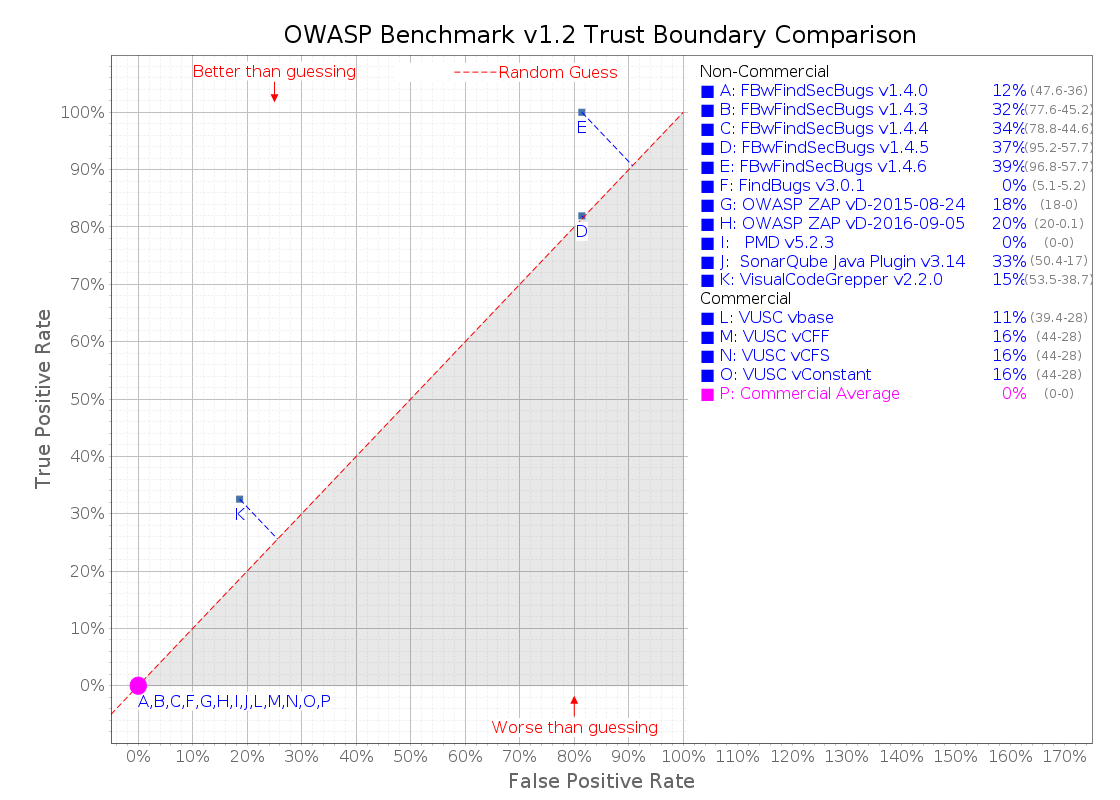 OWASP Benchmark v1.2 Trust Boundary Comparison
Better than guessing
Random Guess
Non-Commercial
A: FBwFindSecBugs v1.4.0 12% (47.6-36)
B: FBwFindSecBugs v1.4.3 32% (77.6-45.2)
C: FBwFindSecBugs v1.4.4 34% (78.8-44.6)
D: FBwFindSecBugs v1.4.5 37% (95.2-57.7)
E: FBwFindSecBugs v1.4.6 39% (96.8-57.7)
F: FindBugs v3.0.1 0% (5.1-5.2)
G: OWASP ZAP vD-2015-08-24 18% (18-0)
H: OWASP ZAP vD-2016-09-05 20% (20-0.1)
I: PMD v5.2.3 0% (0-0)
J: SonarQube Java Plugin v3.14 33% (50.4-17)
K: VisualCodeGrepper v2.2.0 15% (53.5-38.7)
Commercial
L: VUSC vbase 11% (39.4-28)
M: VUSC vCFF 16% (44-28)
N: VUSC vCFS 16% (44-28)
O: VUSC vConstant 16% (44-28)
P: Commercial Average 0% (0-0)
True Positive Rate
100%
90%
80%
70%
60%
50%
40%
30%
20%
10%
0%
E
D
K
A,B,C,F,G,H,I,J,L,M,N,O,P
Worse than guessing
0% 10% 20% 30% 40% 50% 60% 70% 80% 90% 100% 110% 120% 130% 140% 150% 160% 170%
False Positive Rate